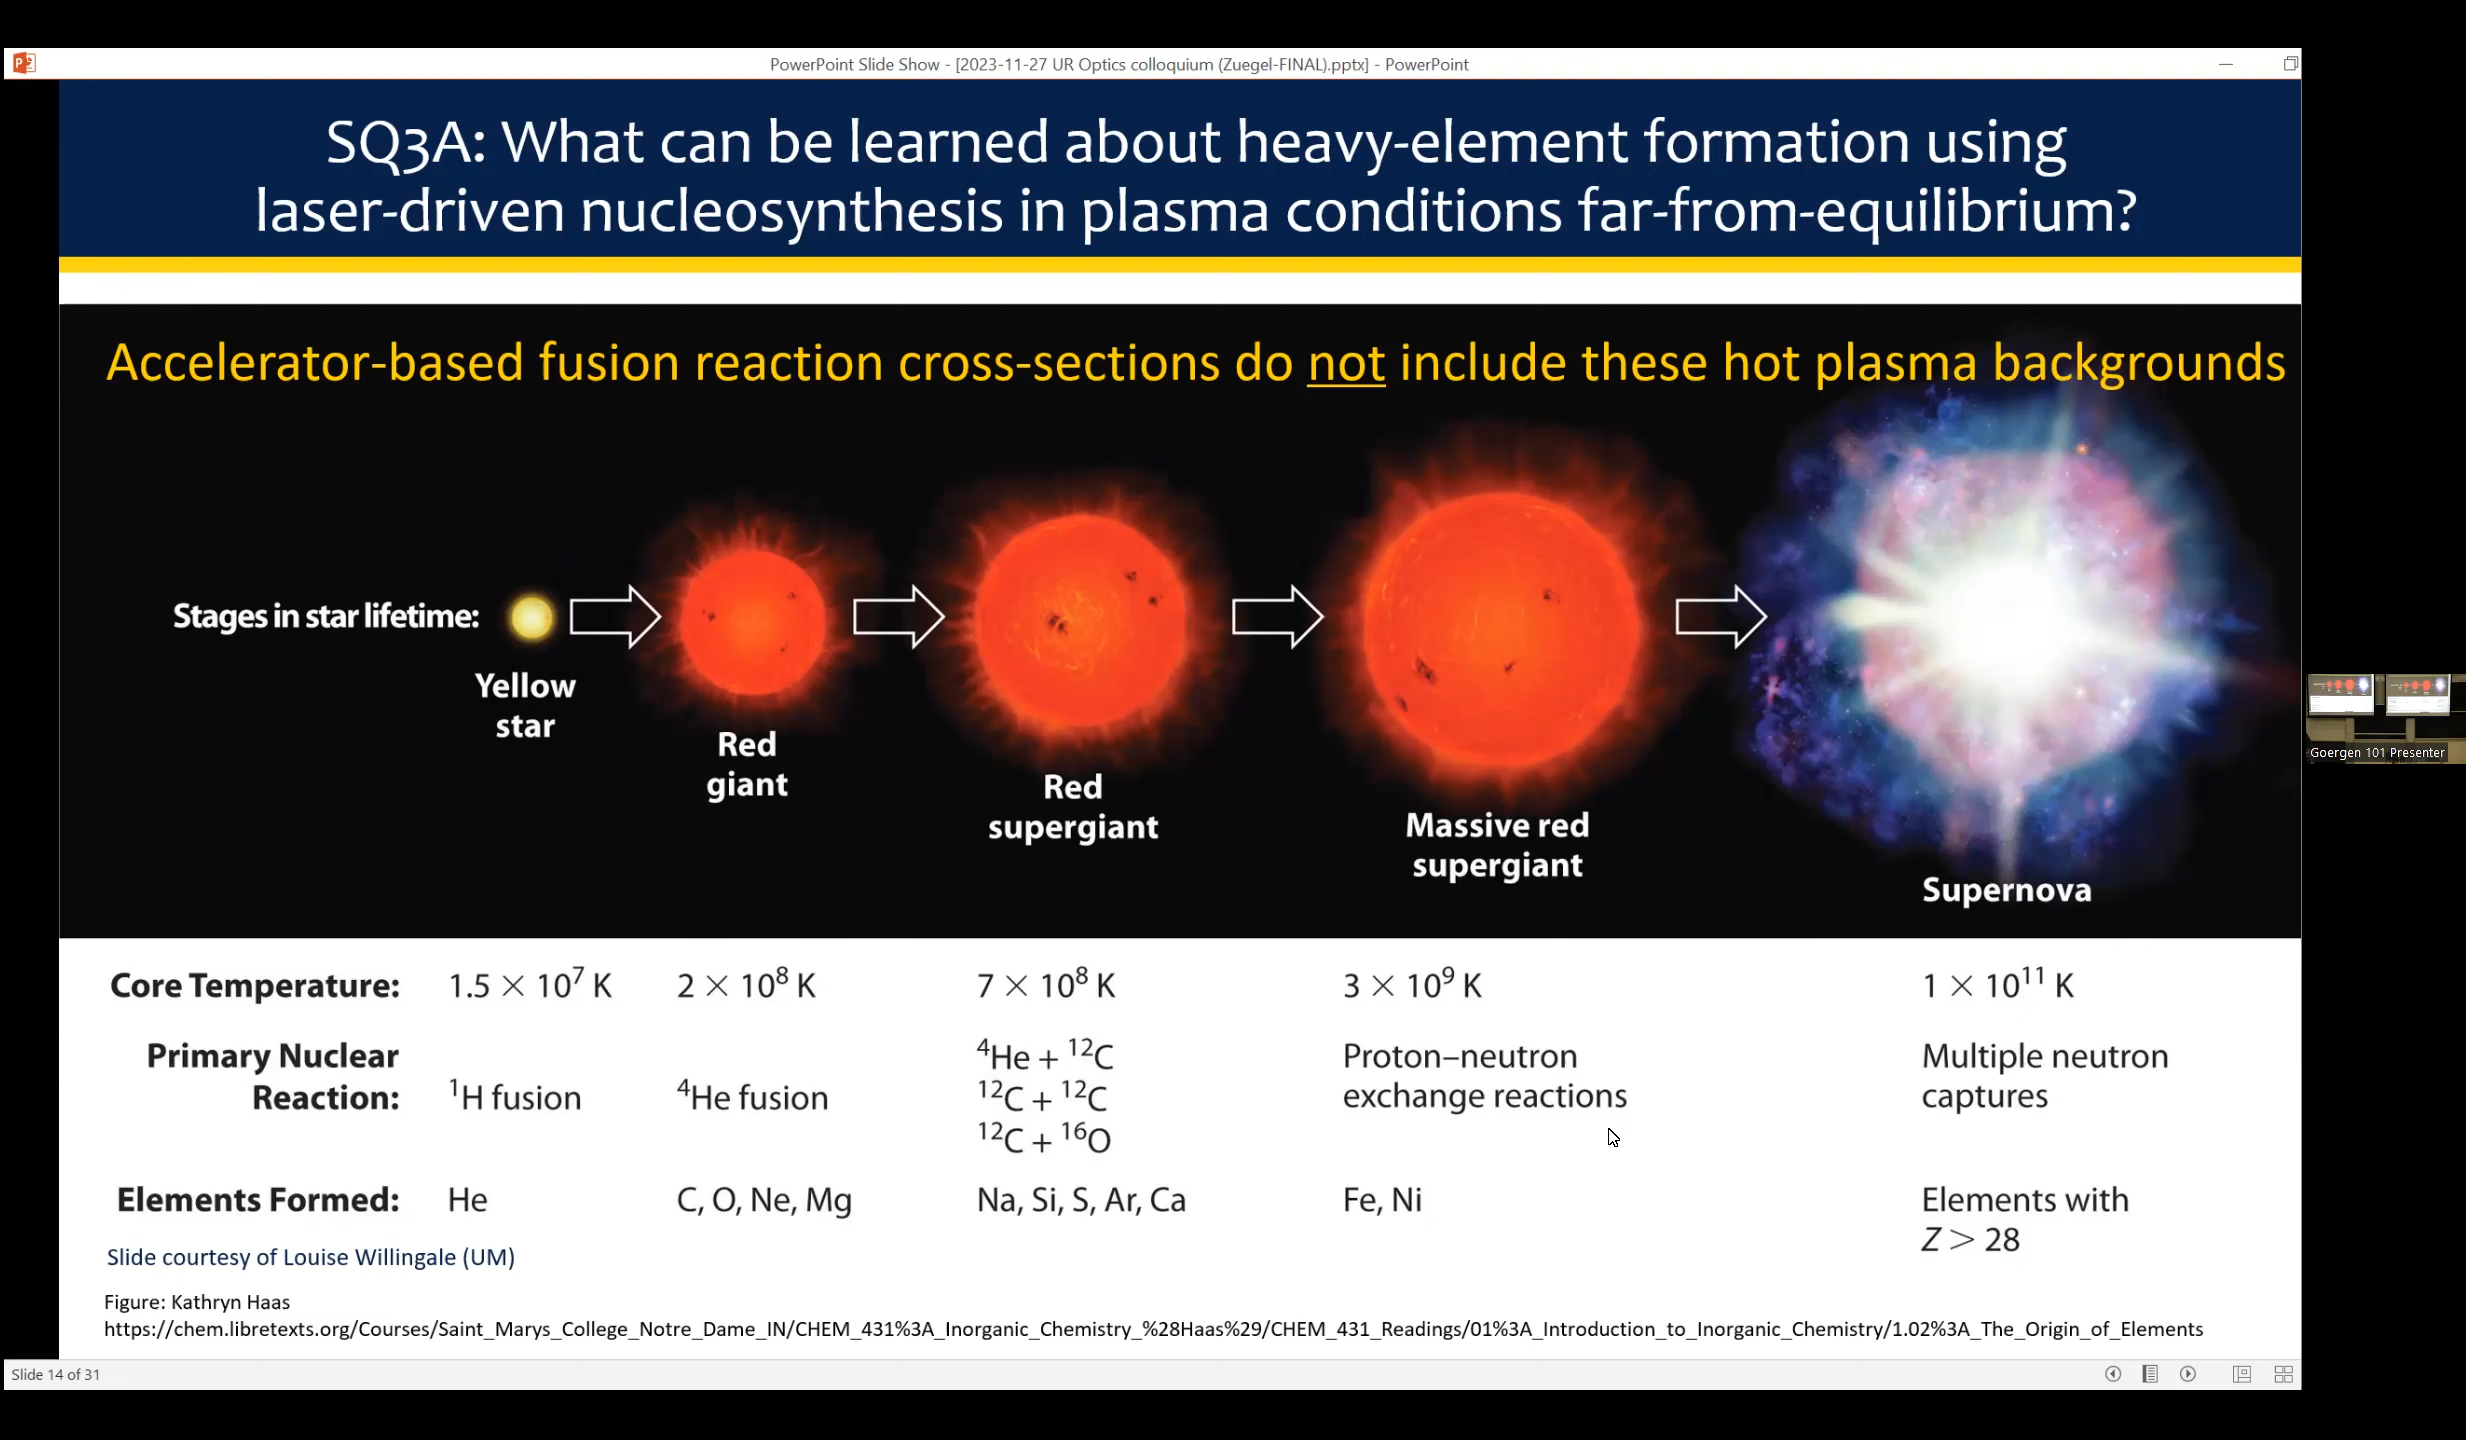 PowerPoint Slide Show - [2023-11-27 UR Optics colloquium (Zuegel-FINAL).pptx] - PowerPoint
SQ3A: What can be learned about heavy-element formation using
laser-driven nucleosynthesis in plasma conditions far-from-equilibrium?
Accelerator-based fusion reaction cross-sections do not include these hot plasma backgrounds
Stages in star lifetime:
Yellow
star
Red
giant
Red
supergiant
Massive red
supergiant
Supernova
Goergen 101 Presenter
Core Temperature: 1.5 × 10⁷ K 2 × 10⁸ K 7 × 10⁸ K 3 × 10⁹ K 1 × 10¹¹ K
Primary Nuclear
Reaction:
¹H fusion
⁴He fusion
⁴He + ¹²C
¹²C + ¹²C
¹²C + ¹⁶O
Proton–neutron
exchange reactions
Multiple neutron
captures
Elements Formed: He C, O, Ne, Mg Na, Si, S, Ar, Ca Fe, Ni Elements with
Z > 28
Slide courtesy of Louise Willingale (UM)
Figure: Kathryn Haas
https://chem.libretexts.org/Courses/Saint_Marys_College_Notre_Dame_IN/CHEM_431%3A_Inorganic_Chemistry_%28Haas%29/CHEM_431_Readings/01%3A_Introduction_to_Inorganic_Chemistry/1.02%3A_The_Origin_of_Elements
Slide 14 of 31